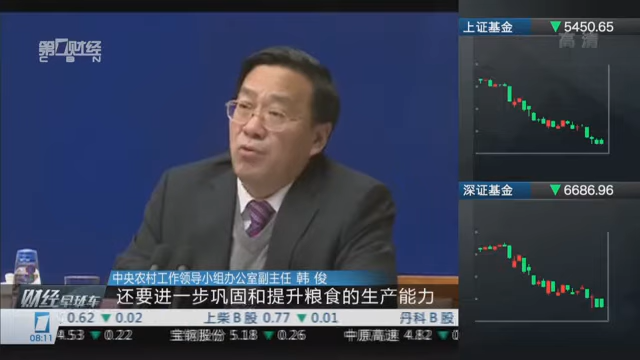 第一财经
CBN
上证基金 ▼5450.65
高清
深证基金 ▼6686.96
中央农村工作领导小组办公室副主任 韩 俊
财经早班车
还要进一步巩固和提升粮食的生产能力
0.62 ▼ 0.02 上柴B股 0.77 ▼ 0.01 丹科B股
08:11
4.53 ▼ 0.22 宝钢股份 5.18 ▼ 0.26 中原高速 4.82